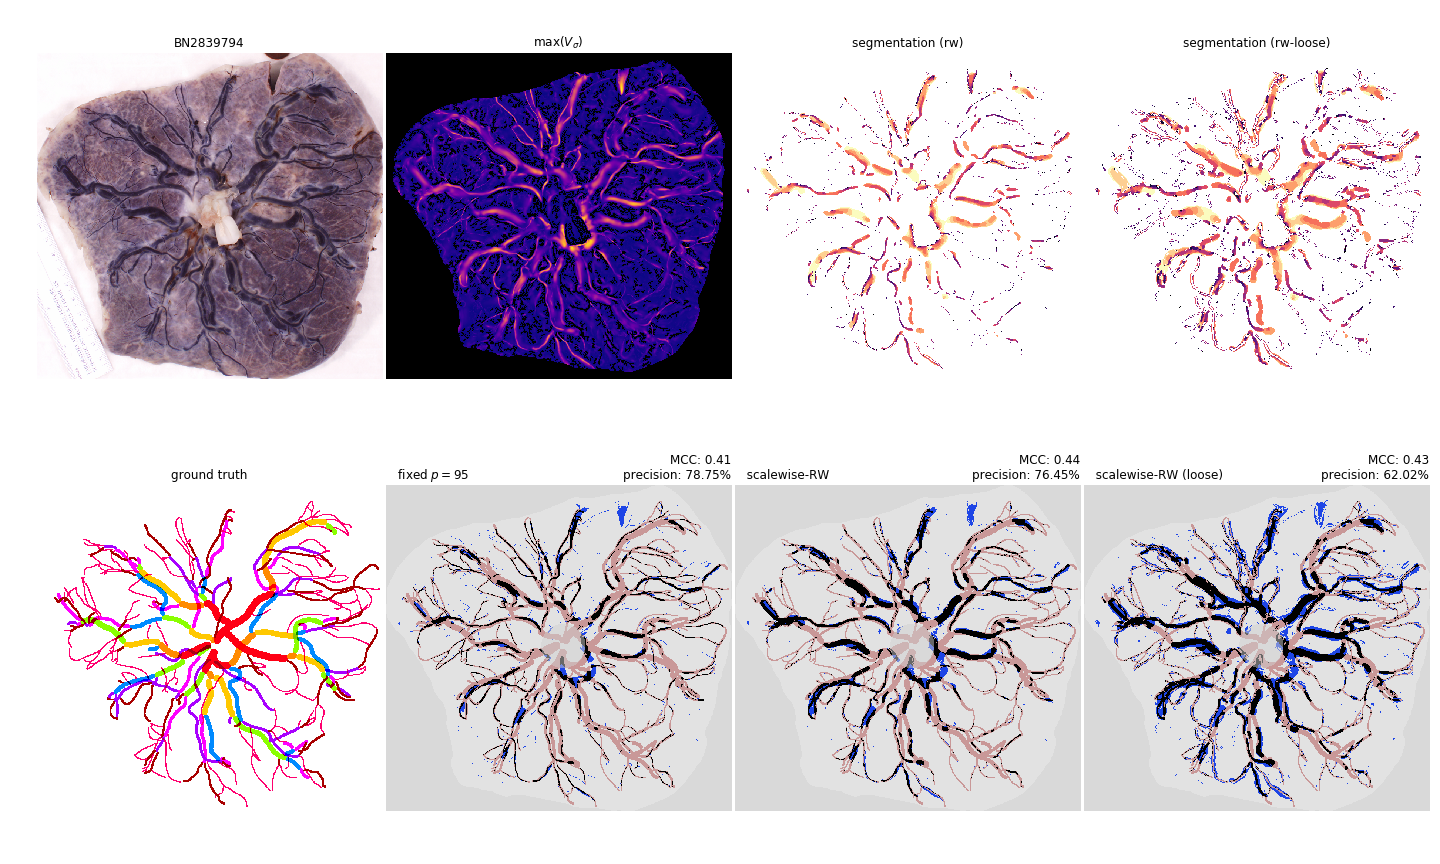 BN2839794
max(V_σ)
segmentation (rw)
segmentation (rw-loose)
ground truth
fixed p = 95
MCC: 0.41
precision: 78.75%
scalewise-RW
MCC: 0.44
precision: 76.45%
scalewise-RW (loose)
MCC: 0.43
precision: 62.02%